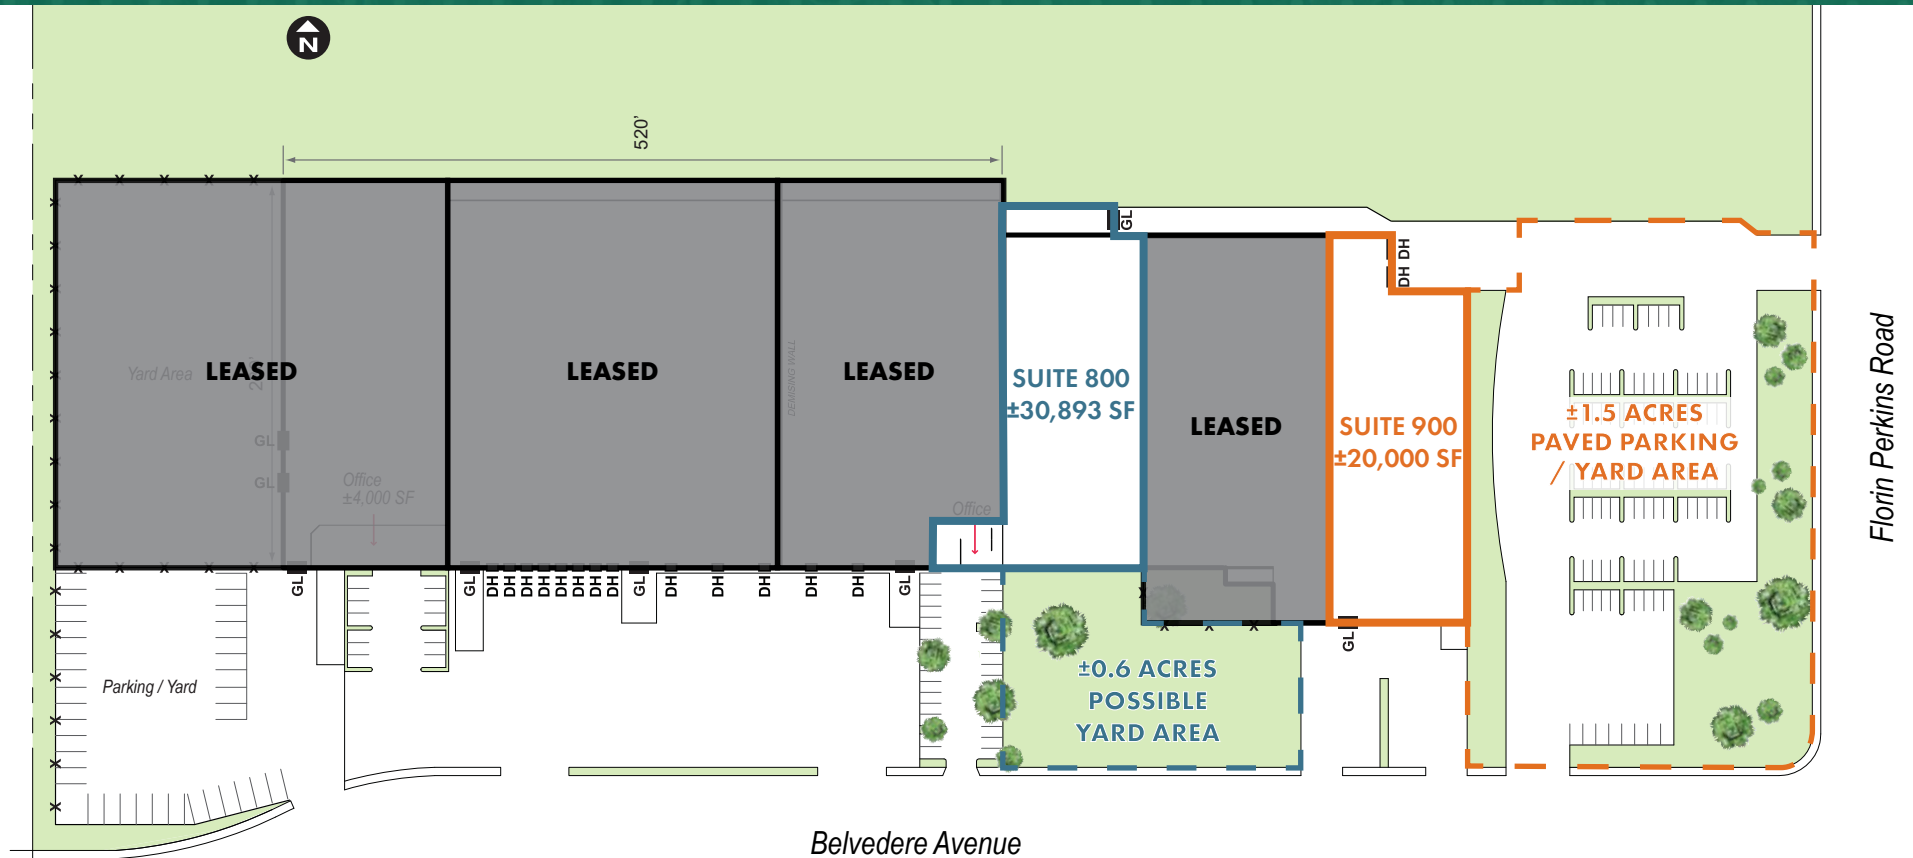 N
520'
GL
DH DH
Yard Area
LEASED
LEASED
LEASED
DEMISING WALL
SUITE 800
±30,893 SF
LEASED
SUITE 900
±20,000 SF
±1.5 ACRES
PAVED PARKING
/ YARD AREA
Florin Perkins Road
GL
GL
Office
±4,000 SF
Office
GL
GL
DH
DH
DH
DH
DH
DH
DH
DH
GL
DH
DH
DH
DH
DH
GL
GL
Parking / Yard
±0.6 ACRES
POSSIBLE
YARD AREA
Belvedere Avenue